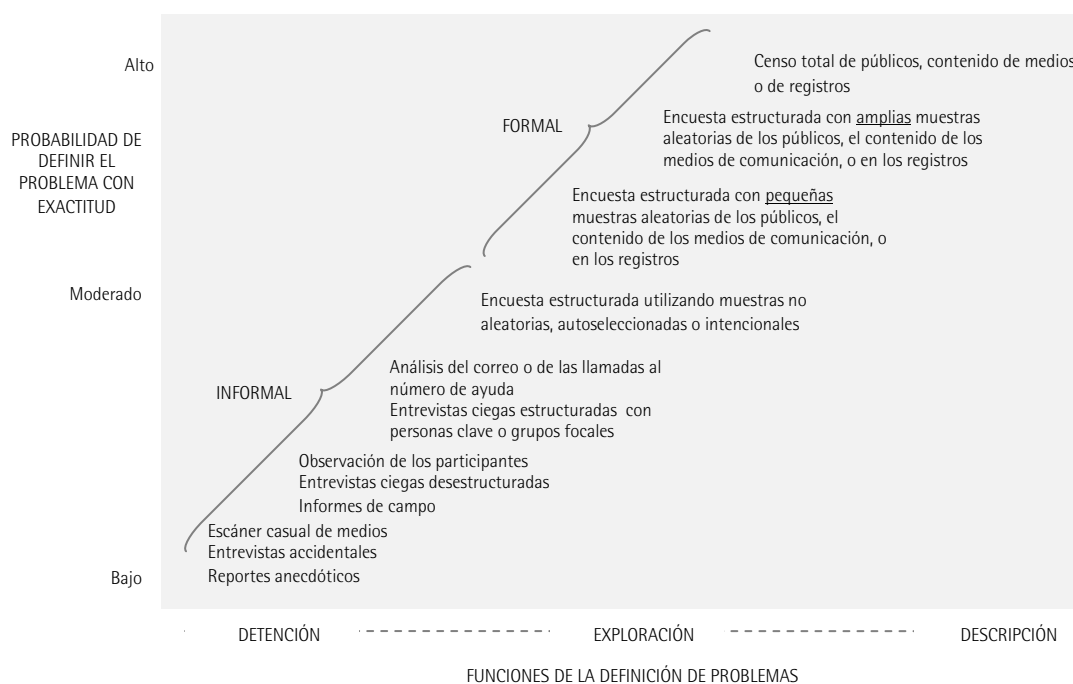 Alto
PROBABILIDAD DE
DEFINIR EL
PROBLEMA CON
EXACTITUD
Moderado
Bajo
FORMAL
INFORMAL
Censo total de públicos, contenido de medios
o de registros
Encuesta estructurada con amplias muestras
aleatorias de los públicos, el contenido de los
medios de comunicación, o en los registros
Encuesta estructurada con pequeñas
muestras aleatorias de los públicos, el
contenido de los medios de comunicación, o
en los registros
Encuesta estructurada utilizando muestras no
aleatorias, autoseleccionadas o intencionales
Análisis del correo o de las llamadas al
número de ayuda
Entrevistas ciegas estructuradas con
personas clave o grupos focales
Observación de los participantes
Entrevistas ciegas desestructuradas
Informes de campo
Escáner casual de medios
Entrevistas accidentales
Reportes anecdóticos
DETENCIÓN EXPLORACIÓN DESCRIPCIÓN
FUNCIONES DE LA DEFINICIÓN DE PROBLEMAS